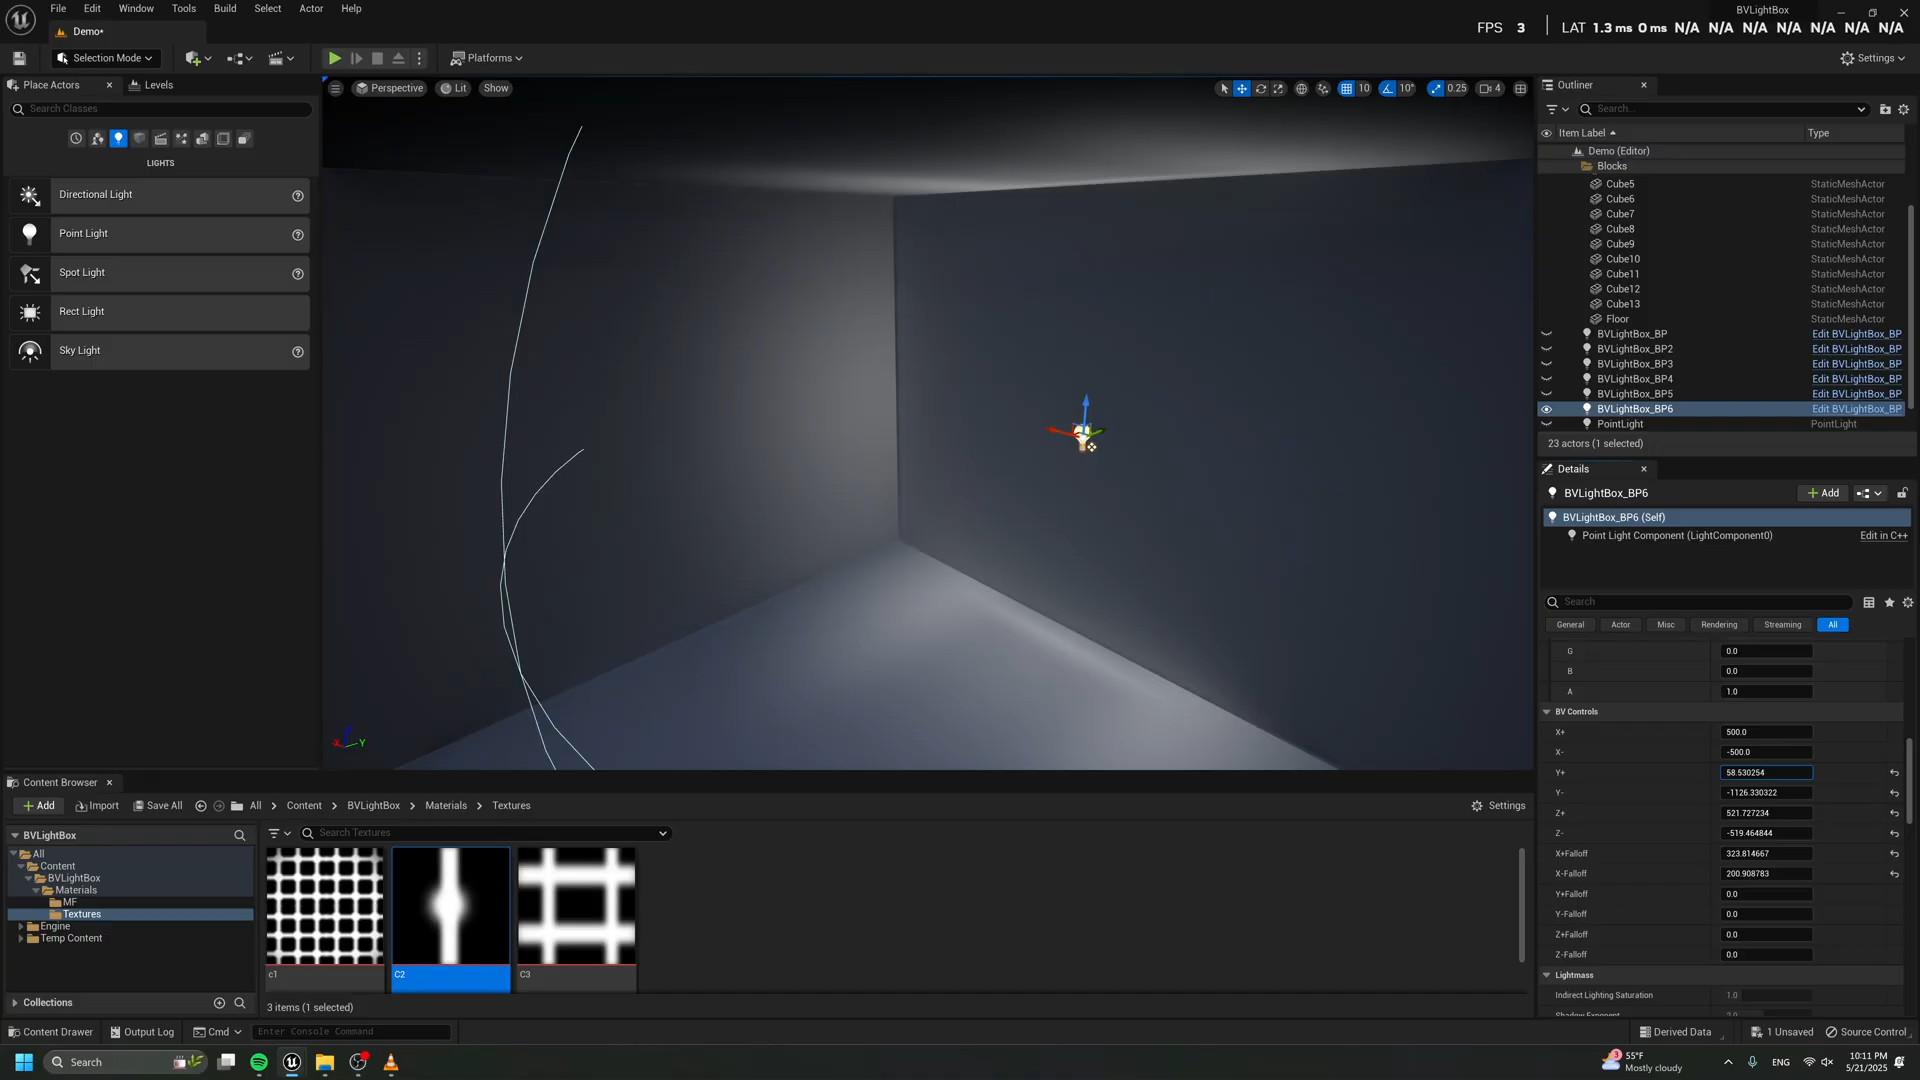 File Edit Window Tools Build Select Actor Help
BVLightBox
Demo*
FPS 3 LAT 1.3 ms 0 ms N/A N/A N/A N/A N/A N/A N/A
Selection Mode
Platforms
Settings
Place Actors
Levels
Search Classes
LIGHTS
Directional Light
Point Light
Spot Light
Rect Light
Sky Light
Perspective
Lit
Show
10
10°
0.25
4
X
Y
Outliner
Search...
Item Label Type
Demo (Editor)
Blocks
Cube5 StaticMeshActor
Cube6 StaticMeshActor
Cube7 StaticMeshActor
Cube8 StaticMeshActor
Cube9 StaticMeshActor
Cube10 StaticMeshActor
Cube11 StaticMeshActor
Cube12 StaticMeshActor
Cube13 StaticMeshActor
Floor StaticMeshActor
BVLightBox_BP Edit BVLightBox_BP
BVLightBox_BP2 Edit BVLightBox_BP
BVLightBox_BP3 Edit BVLightBox_BP
BVLightBox_BP4 Edit BVLightBox_BP
BVLightBox_BP5 Edit BVLightBox_BP
BVLightBox_BP6 Edit BVLightBox_BP
PointLight PointLight
23 actors (1 selected)
Details
BVLightBox_BP6
Add
BVLightBox_BP6 (Self)
Point Light Component (LightComponent0) Edit in C++
Search
General Actor Misc Rendering Streaming All
G 0.0
B 0.0
A 1.0
BV Controls
X+ 500.0
X- -500.0
Y+ 58.530254
Y- -1126.330322
Z+ 521.727234
Z- -519.464844
X+Falloff 323.814667
X-Falloff 200.908783
Y+Falloff 0.0
Y-Falloff 0.0
Z+Falloff 0.0
Z-Falloff 0.0
Lightmass
Indirect Lighting Saturation 1.0
Content Browser
Add Import Save All All Content BVLightBox Materials Textures Settings
BVLightBox
All
Content
BVLightBox
Materials
MF
Textures
Engine
Temp Content
Collections
Search Textures
c1
C2
C3
3 items (1 selected)
Content Drawer Output Log Cmd Enter Console Command
Derived Data 1 Unsaved Source Control
Search
3
55°F
Mostly cloudy
ENG
10:11 PM
5/21/2025